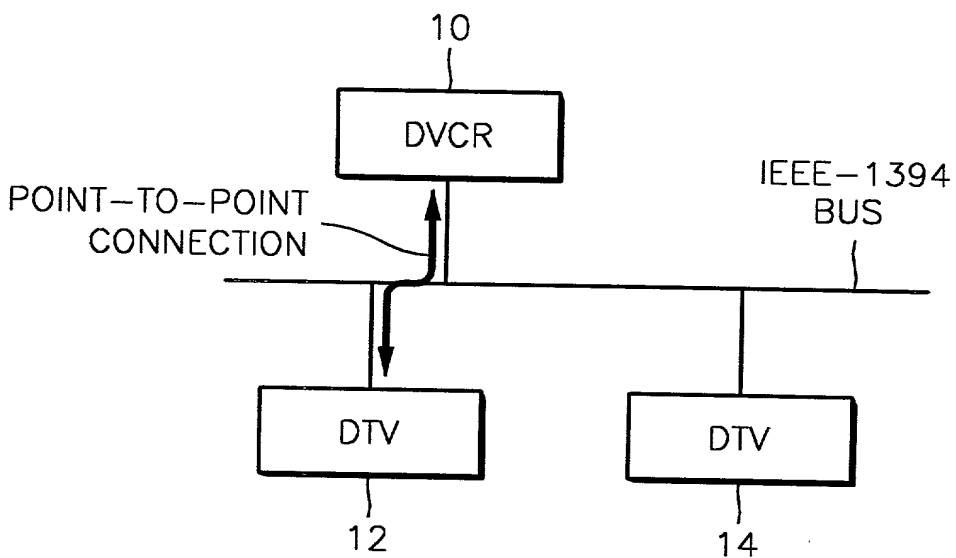 10
DVCR
POINT-TO-POINT
CONNECTION
IEEE-1394
BUS
DTV
DTV
12
14